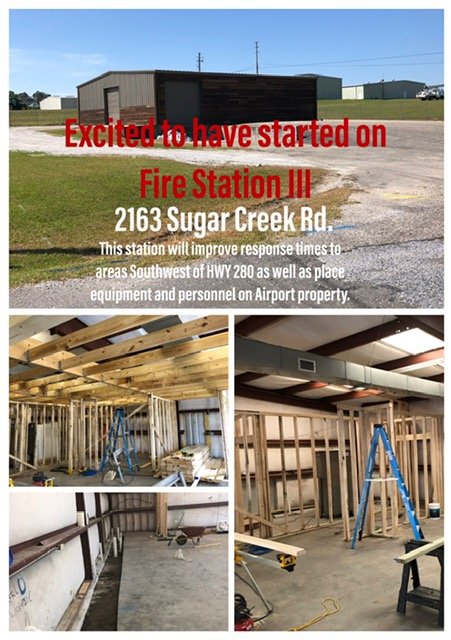 Excited to have started on
Fire Station III
2163 Sugar Creek Rd.
This station will improve response times to
areas Southwest of HWY 280 as well as place
equipment and personnel on Airport property.